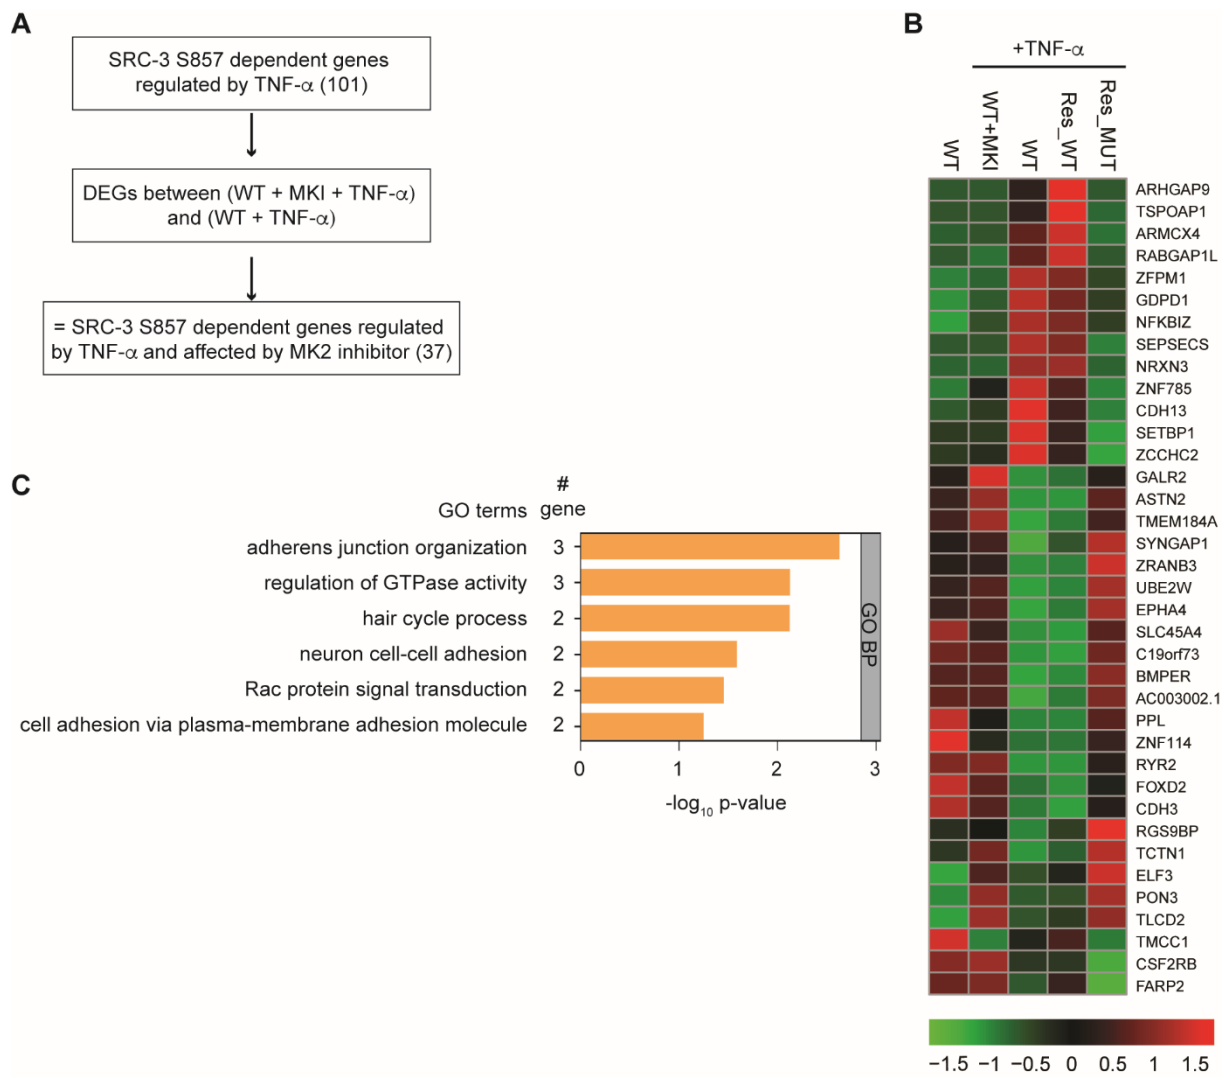 A
SRC-3 S857 dependent genes
regulated by TNF-α (101)
DEGs between (WT + MKI + TNF-α)
and (WT + TNF-α)
= SRC-3 S857 dependent genes regulated
by TNF-α and affected by MK2 inhibitor (37)
B
+TNF-α
WT
WT+MKI
WT
Res_WT
Res_MUT
ARHGAP9
TSPOAP1
ARMCX4
RABGAP1L
ZFPM1
GDPD1
NFKBIZ
SEPSECS
NRXN3
ZNF785
CDH13
SETBP1
ZCCHC2
GALR2
ASTN2
TMEM184A
SYNGAP1
ZRANB3
UBE2W
EPHA4
SLC45A4
C19orf73
BMPER
AC003002.1
PPL
ZNF114
RYR2
FOXD2
CDH3
RGS9BP
TCTN1
ELF3
PON3
TLCD2
TMCC1
CSF2RB
FARP2
−1.5 −1 −0.5 0 0.5 1 1.5
C
GO terms
#
gene
adherens junction organization 3
regulation of GTPase activity 3
hair cycle process 2
neuron cell-cell adhesion 2
Rac protein signal transduction 2
cell adhesion via plasma-membrane adhesion molecule 2
GO BP
0 1 2 3
-log10 p-value